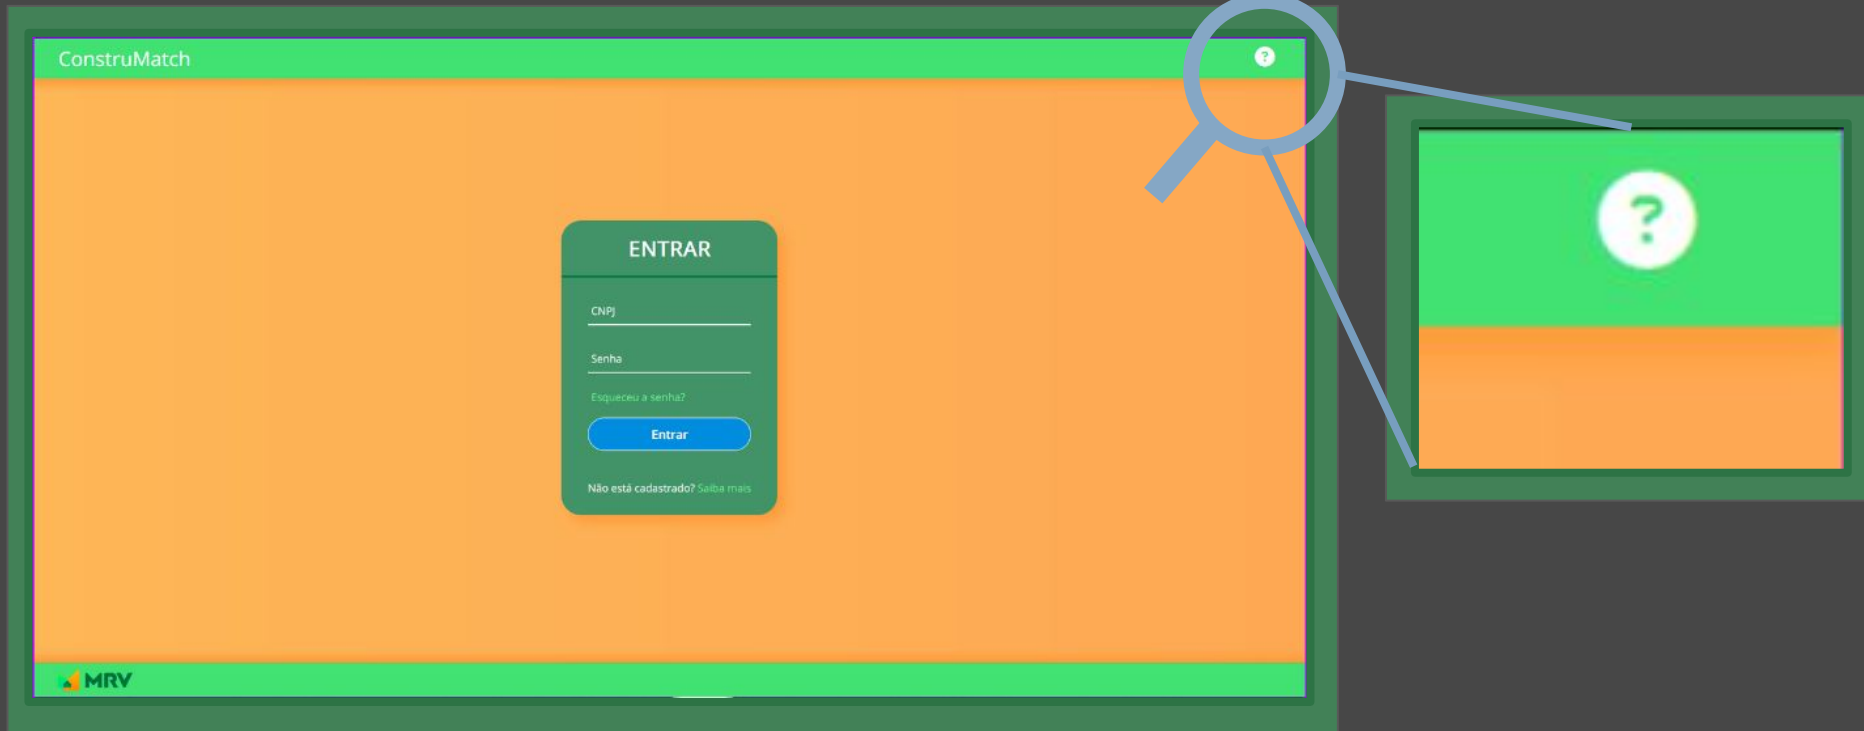 ConstruMatch
?
ENTRAR
CNPJ
Senha
Esqueceu a senha?
Entrar
Não está cadastrado? Saiba mais
MRV
?